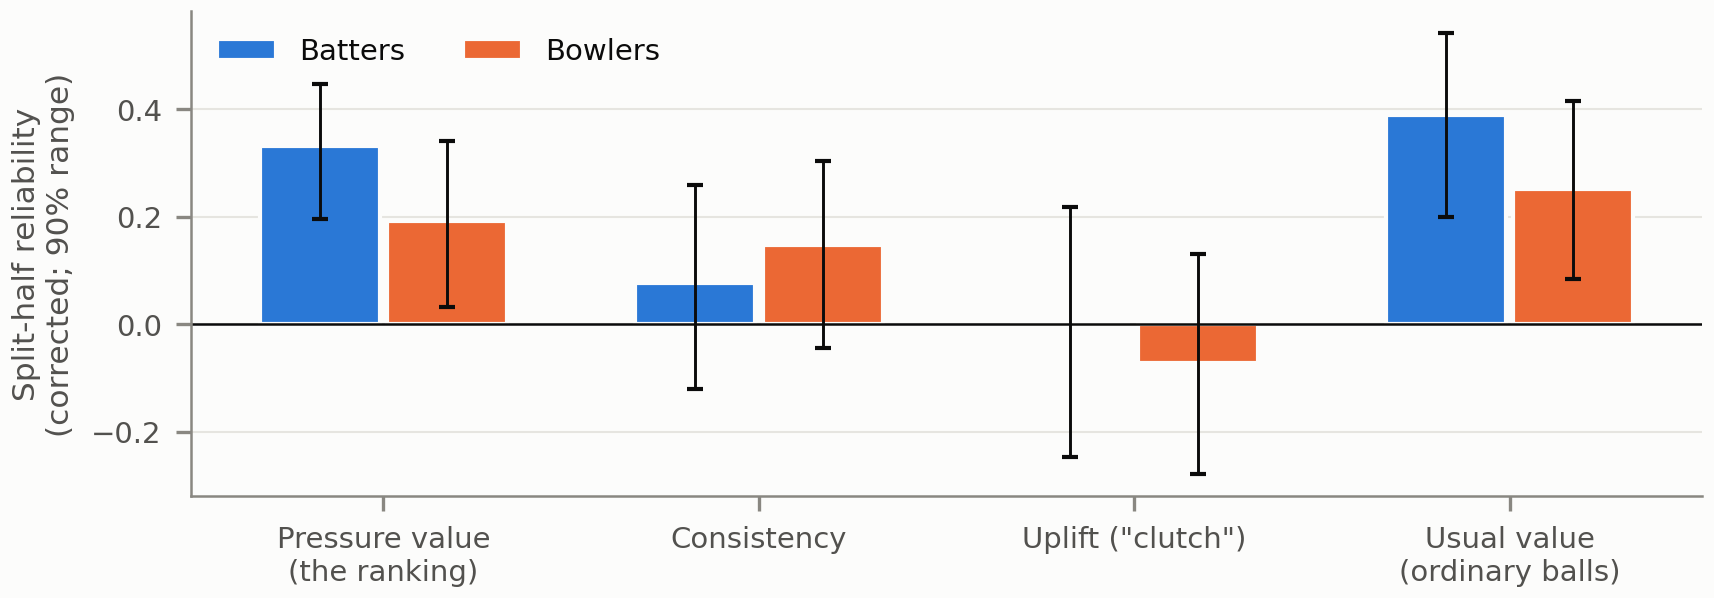 Batters
Bowlers
Split-half reliability
(corrected; 90% range)
0.4
0.2
0.0
−0.2
Pressure value
(the ranking)
Consistency
Uplift ("clutch")
Usual value
(ordinary balls)